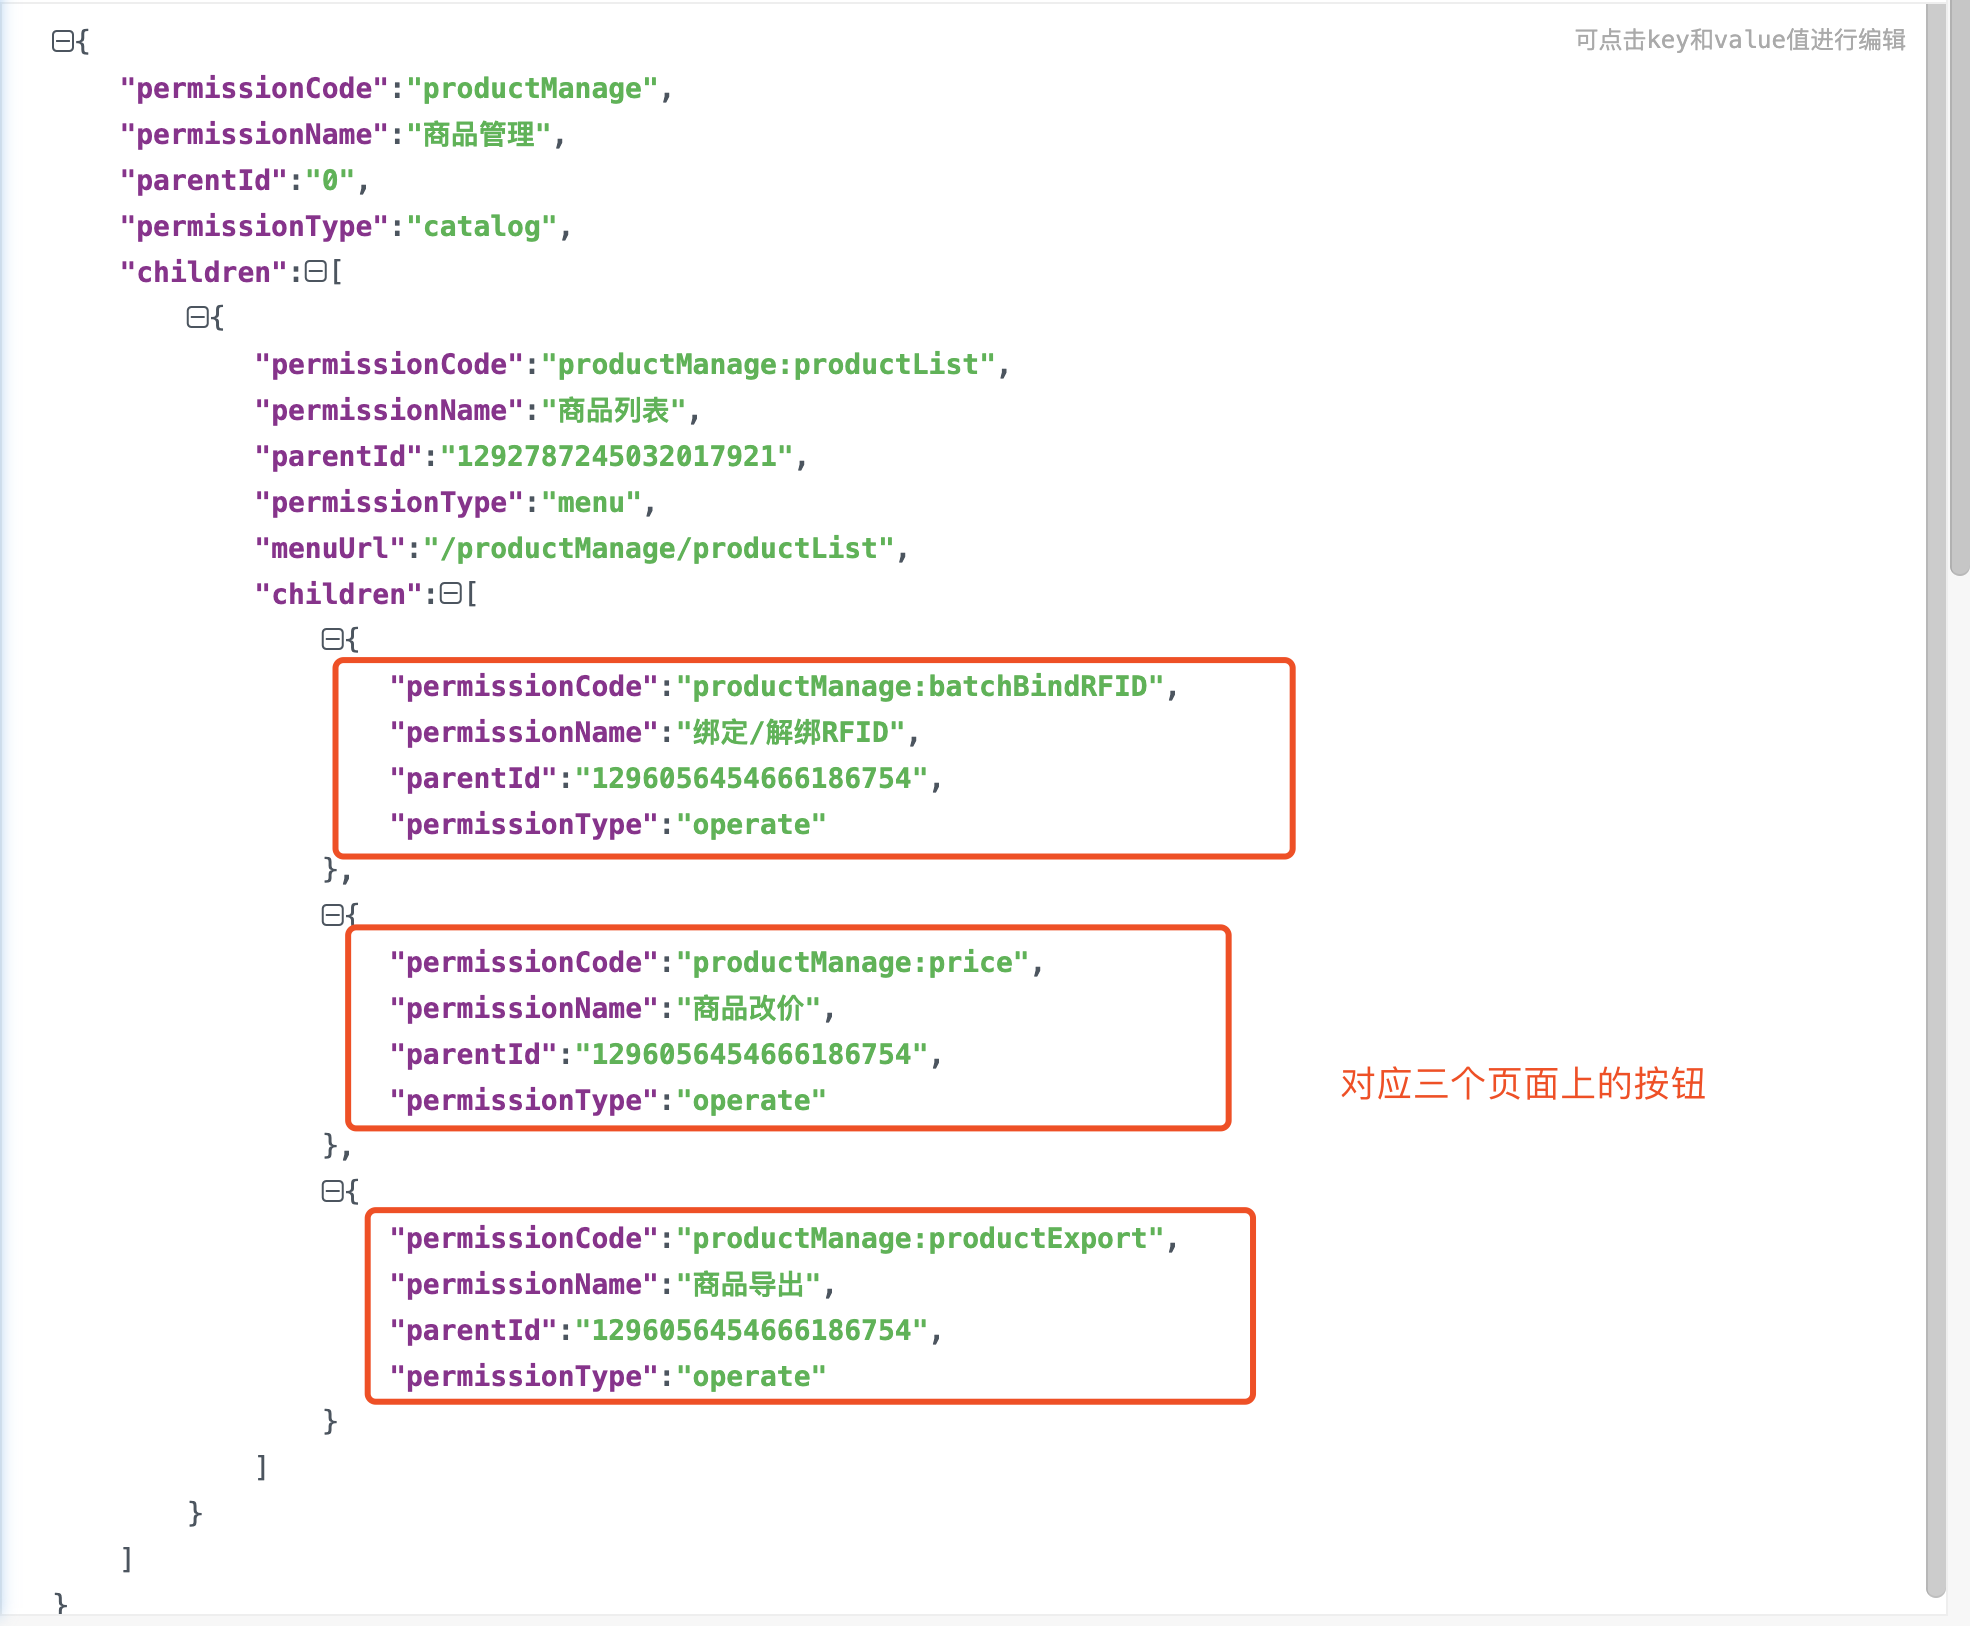 {
可点击key和value值进行编辑
"permissionCode":"productManage",
"permissionName":"商品管理",
"parentId":"0",
"permissionType":"catalog",
"children":[
{
"permissionCode":"productManage:productList",
"permissionName":"商品列表",
"parentId":"1292787245032017921",
"permissionType":"menu",
"menuUrl":"/productManage/productList",
"children":[
{
"permissionCode":"productManage:batchBindRFID",
"permissionName":"绑定/解绑RFID",
"parentId":"1296056454666186754",
"permissionType":"operate"
},
{
"permissionCode":"productManage:price",
"permissionName":"商品改价",
"parentId":"1296056454666186754",
"permissionType":"operate"
对应三个页面上的按钮
},
{
"permissionCode":"productManage:productExport",
"permissionName":"商品导出",
"parentId":"1296056454666186754",
"permissionType":"operate"
}
]
}
]
}